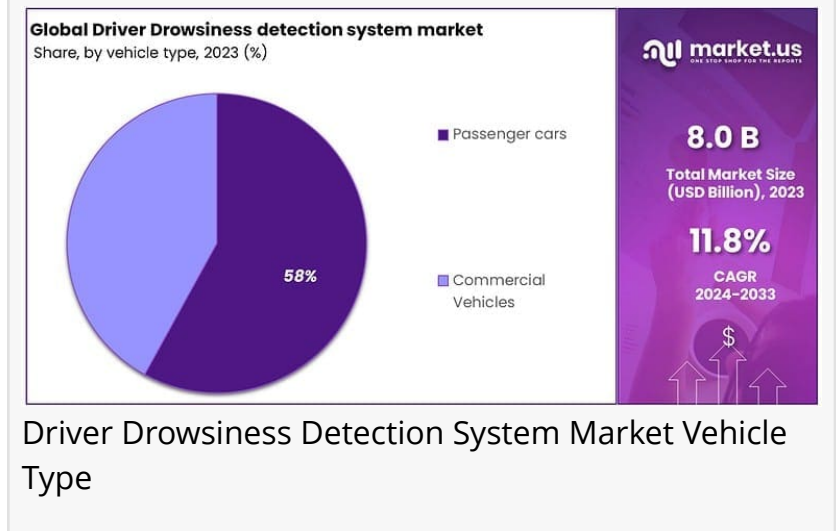 Global Driver Drowsiness detection system market
Share, by vehicle type, 2023 (%)
58%
Passenger cars
Commercial
Vehicles
market.us
ONE STOP SHOP FOR THE REPORTS
8.0 B
Total Market Size
(USD Billion), 2023
11.8%
CAGR
2024-2033
$
Driver Drowsiness Detection System Market Vehicle
Type